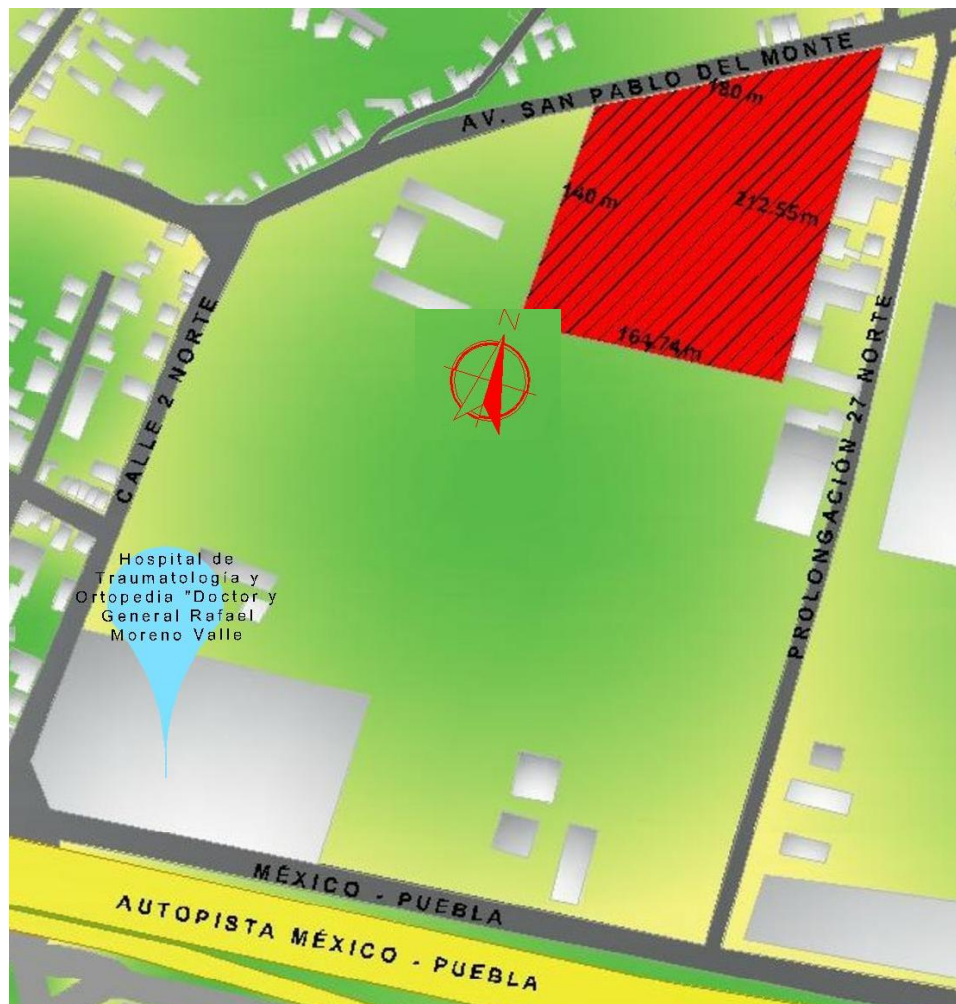 AV. SAN PABLO DEL MONTE
180 m
140 m
212.55m
164.74m
N
CALLE 2 NORTE
PROLONGACIÓN 27 NORTE
Hospital de
Traumatología y
Ortopedia "Doctor y
General Rafael
Moreno Valle
MÉXICO - PUEBLA
AUTOPISTA MÉXICO - PUEBLA